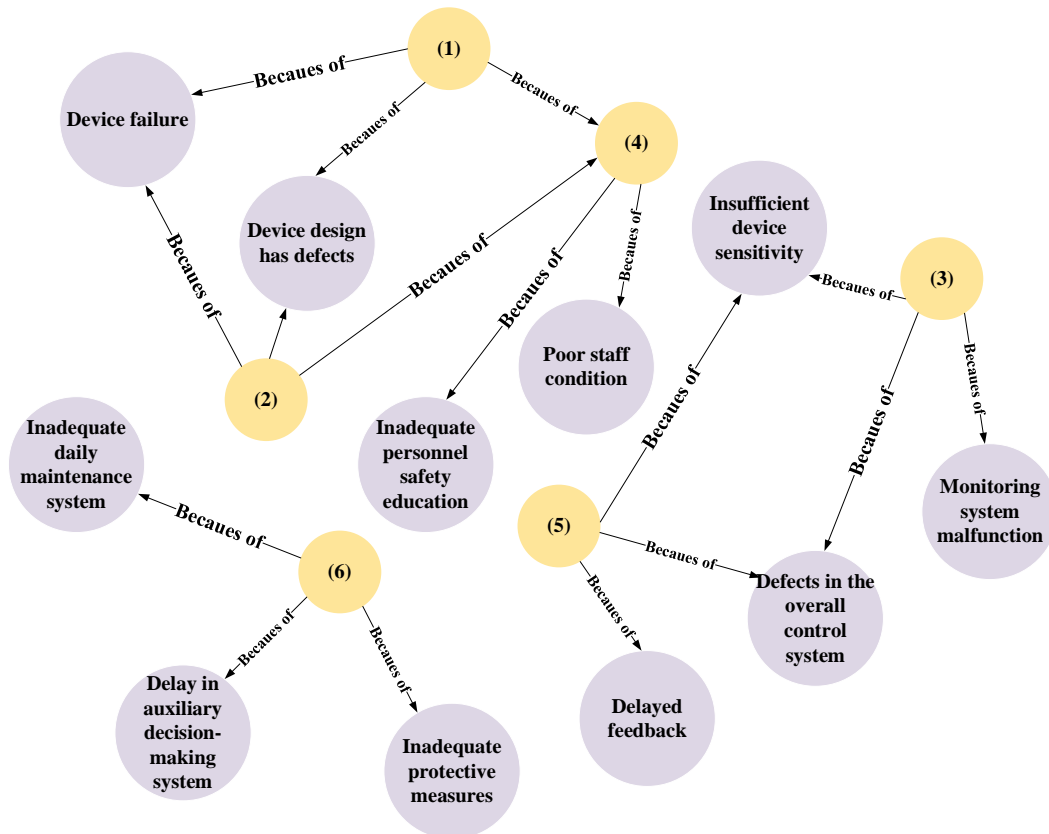 (1)
Becaues of
Becaues of
Becaues of
Device failure
(4)
Device design
has defects
Becaues of
Becaues of
Becaues of
Becaues of
Insufficient
device
sensitivity
(3)
Becaues of
Becaues of
Becaues of
(2)
Poor staff
condition
Inadequate
daily
maintenance
system
Inadequate
personnel
safety
education
Becaues of
Monitoring
system
malfunction
Becaues of
(5)
Becaues of
Becaues of
(6)
Defects in the
overall
control
system
Becaues of
Becaues of
Delay in
auxiliary
decision-
making
system
Inadequate
protective
measures
Delayed
feedback